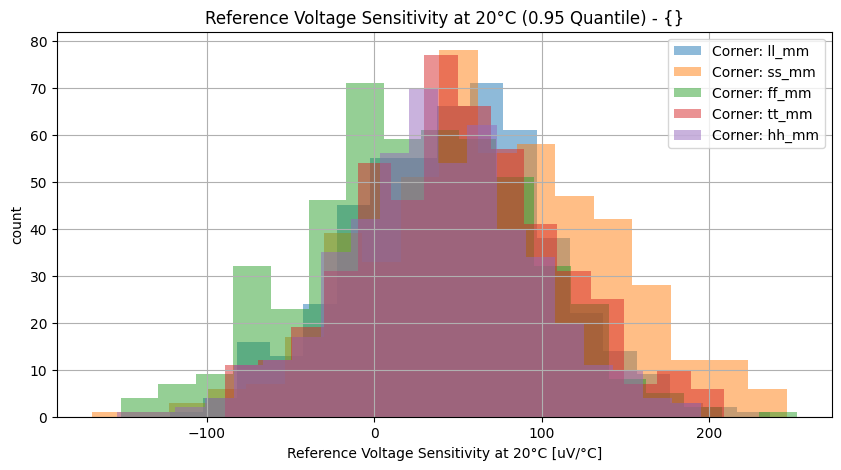 Reference Voltage Sensitivity at 20°C (0.95 Quantile) - {}
80
70
60
50
40
30
20
10
0
count
Corner: ll_mm
Corner: ss_mm
Corner: ff_mm
Corner: tt_mm
Corner: hh_mm
−100
0
100
200
Reference Voltage Sensitivity at 20°C [uV/°C]